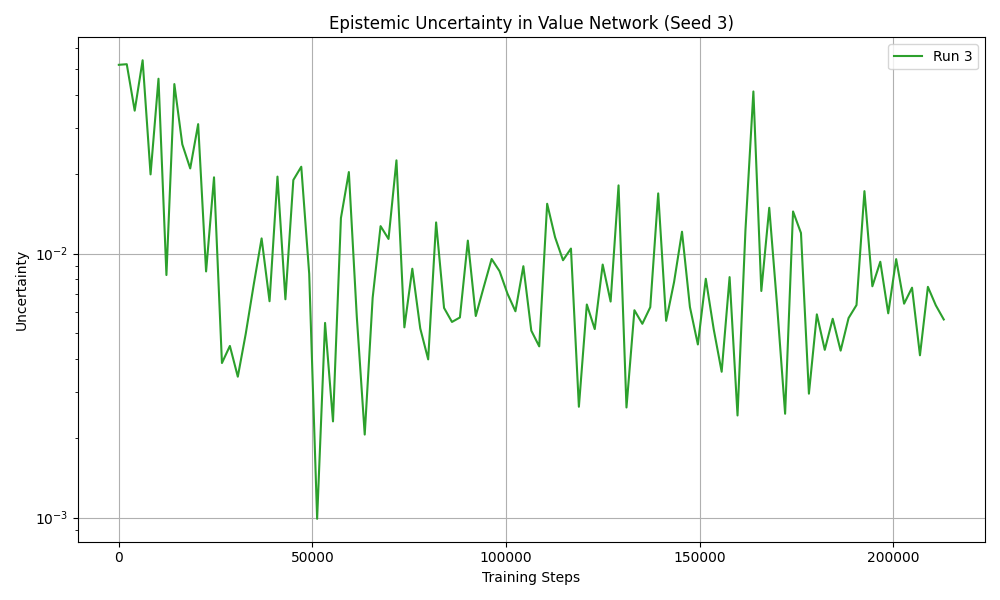 Epistemic Uncertainty in Value Network (Seed 3)
Run 3
Uncertainty
10^{-2}
10^{-3}
0 50000 100000 150000 200000
Training Steps